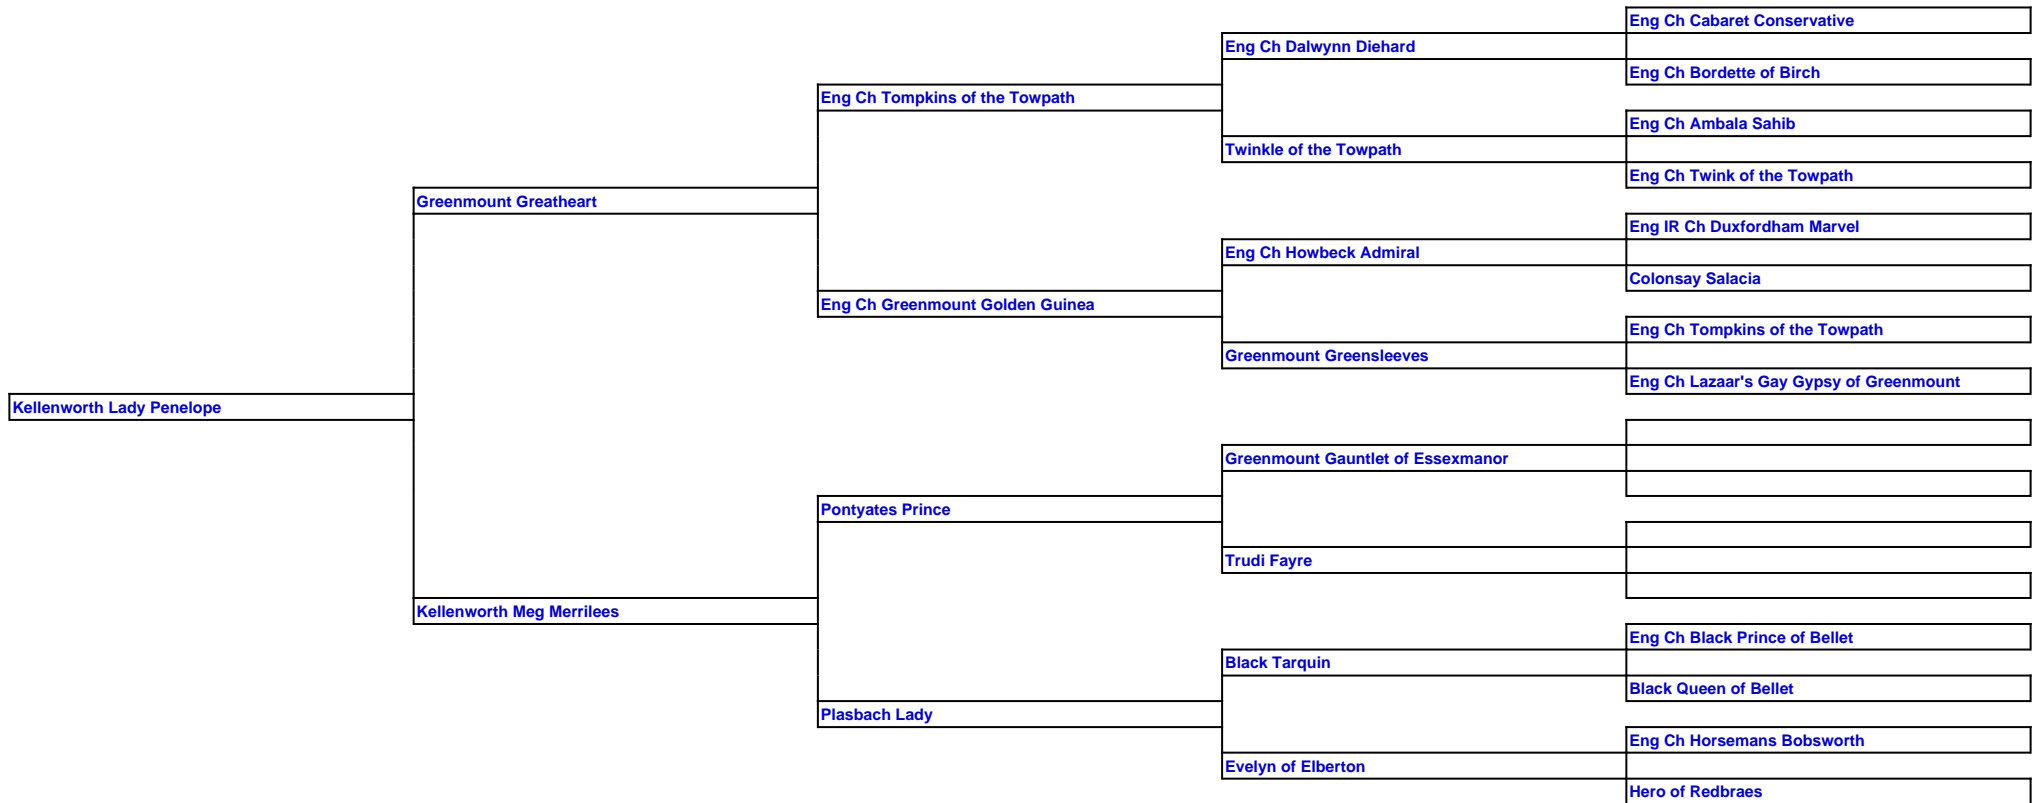 Eng Ch Cabaret Conservative
Eng Ch Dalwynn Diehard
Eng Ch Bordette of Birch
Eng Ch Tompkins of the Towpath
Eng Ch Ambala Sahib
Twinkle of the Towpath
Eng Ch Twink of the Towpath
Greenmount Greatheart
Eng IR Ch Duxfordham Marvel
Eng Ch Howbeck Admiral
Colonsay Salacia
Eng Ch Greenmount Golden Guinea
Eng Ch Tompkins of the Towpath
Greenmount Greensleeves
Eng Ch Lazaar's Gay Gypsy of Greenmount
Kellenworth Lady Penelope
Greenmount Gauntlet of Essexmanor
Pontyates Prince
Trudi Fayre
Kellenworth Meg Merrilees
Eng Ch Black Prince of Bellet
Black Tarquin
Black Queen of Bellet
Plasbach Lady
Eng Ch Horsemans Bobsworth
Evelyn of Elberton
Hero of Redbraes